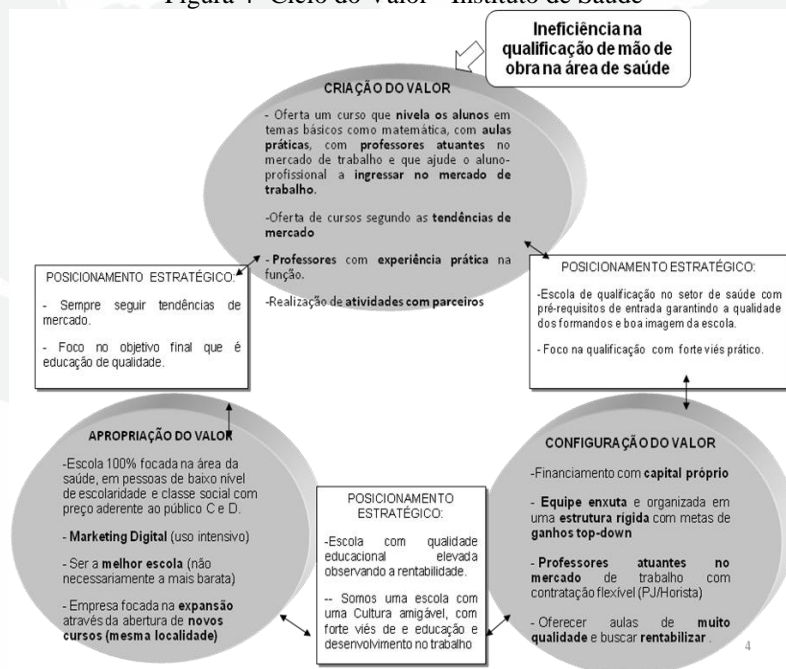 Figura 4- Ciclo do Valor - Instituto de Saúde
Ineficiência na
qualificação de mão de
obra na área de saúde
CRIAÇÃO DO VALOR
- Oferta um curso que nivela os alunos em
temas básicos como matemática, com aulas
práticas, com professores atuantes no
mercado de trabalho e que ajude o aluno-
profissional a ingressar no mercado de
trabalho.
-Oferta de cursos segundo as tendências de
mercado
- Professores com experiência prática na
função.
-Realização de atividades com parceiros
POSICIONAMENTO ESTRATÉGICO:
- Sempre seguir tendências de
mercado.
- Foco no objetivo final que é
educação de qualidade.
POSICIONAMENTO ESTRATÉGICO:
-Escola de qualificação no setor de saúde com
pré-requisitos de entrada garantindo a qualidade
dos formandos e boa imagem da escola.
- Foco na qualificação com forte viés prático.
APROPRIAÇÃO DO VALOR
-Escola 100% focada na área da
saúde, em pessoas de baixo nível
de escolaridade e classe social com
preço aderente ao público C e D.
- Marketing Digital (uso intensivo)
- Ser a melhor escola (não
necessariamente a mais barata)
- Empresa focada na expansão
através da abertura de novos
cursos (mesma localidade)
POSICIONAMENTO
ESTRATÉGICO:
-Escola com qualidade
educacional elevada
observando a rentabilidade.
-- Somos uma escola com
uma Cultura amigável, com
forte viés de e educação e
desenvolvimento no trabalho
CONFIGURAÇÃO DO VALOR
-Financiamento com capital próprio
- Equipe enxuta e organizada em
uma estrutura rígida com metas de
ganhos top-down
- Professores atuantes no
mercado de trabalho com
contratação flexível (PJ/Horista)
- Oferecer aulas de muito
qualidade e buscar rentabilizar .
4